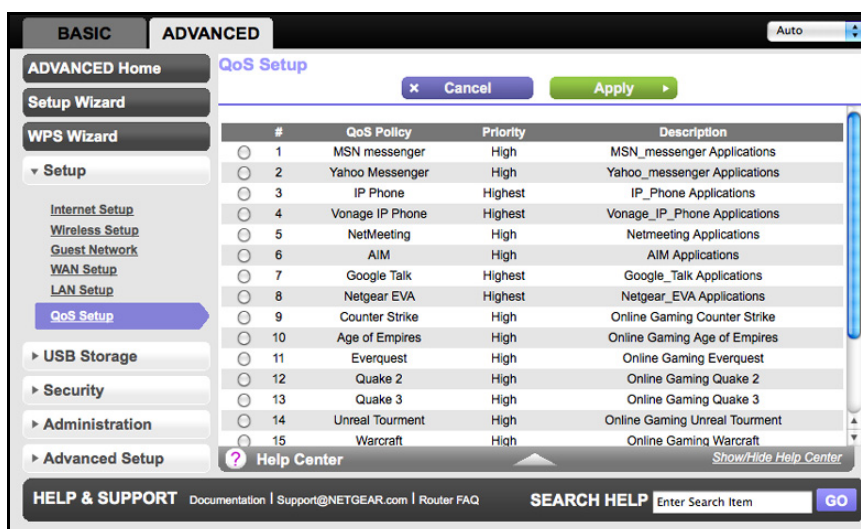 BASIC
ADVANCED
Auto
ADVANCED Home
Setup Wizard
WPS Wizard
Setup
Internet Setup
Wireless Setup
Guest Network
WAN Setup
LAN Setup
QoS Setup
USB Storage
Security
Administration
Advanced Setup
QoS Setup
Cancel
Apply
# QoS Policy Priority Description
1 MSN messenger High MSN_messenger Applications
2 Yahoo Messenger High Yahoo_messenger Applications
3 IP Phone Highest IP_Phone Applications
4 Vonage IP Phone Highest Vonage_IP_Phone Applications
5 NetMeeting High Netmeeting Applications
6 AIM High AIM Applications
7 Google Talk Highest Google_Talk Applications
8 Netgear EVA Highest Netgear_EVA Applications
9 Counter Strike High Online Gaming Counter Strike
10 Age of Empires High Online Gaming Age of Empires
11 Everquest High Online Gaming Everquest
12 Quake 2 High Online Gaming Quake 2
13 Quake 3 High Online Gaming Quake 3
14 Unreal Tourment High Online Gaming Unreal Tourment
15 Warcraft High Online Gaming Warcraft
? Help Center
Show/Hide Help Center
HELP & SUPPORT Documentation | Support@NETGEAR.com | Router FAQ
SEARCH HELP Enter Search Item GO